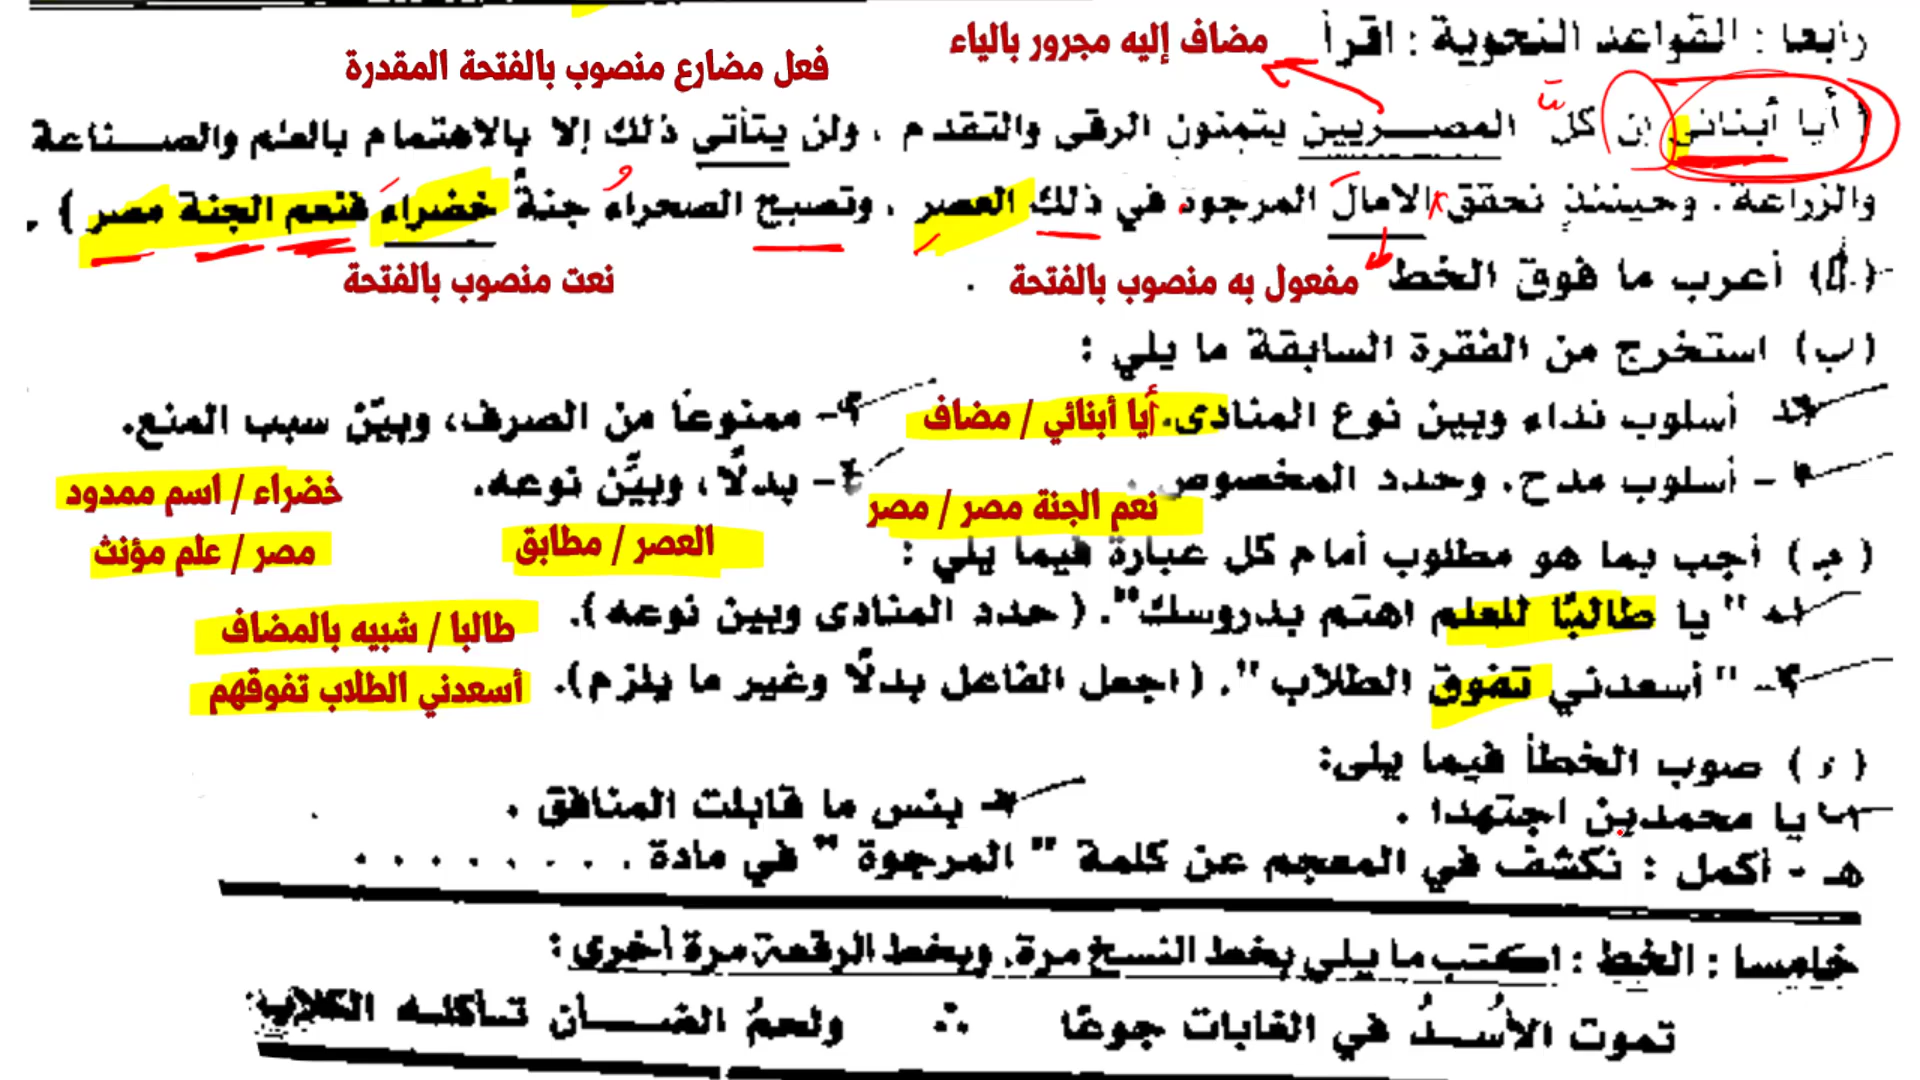 رابعا : القواعد النحوية : اقرأ
مضاف إليه مجرور بالياء
فعل مضارع منصوب بالفتحة المقدرة
( أيا أبنائى إن كل المصريين يتمنون الرقى والتقدم ، ولن يتأتى ذلك إلا بالاهتمام بالعلم والصناعة
والزراعة . وحينئذٍ نحقق الآمال المرجوة في ذلك العصر ، وتصبح الصحراء جنةً خضراء فنعم الجنة مصر ) .
(أ) أعرب ما فوق الخط .
مفعول به منصوب بالفتحة
نعت منصوب بالفتحة
(ب) استخرج من الفقرة السابقة ما يلي :
١- أسلوب نداء وبين نوع المنادى.
أيا أبنائي / مضاف
٣- ممنوعًا من الصرف، وبيّن سبب المنع.
خضراء / اسم ممدود
مصر / علم مؤنث
٢ - أسلوب مدح، وحدد المخصوص .
نعم الجنة مصر / مصر
٤- بدلًا، وبيِّن نوعه.
العصر / مطابق
(جـ) أجب بما هو مطلوب أمام كل عبارة فيما يلي :
١- " يا طالبًا للعلم اهتم بدروسك". (حدد المنادى وبين نوعه).
طالبا / شبيه بالمضاف
٢- " أسعدني تفوق الطلاب ". (اجعل الفاعل بدلًا وغير ما يلزم).
أسعدني الطلاب تفوقهم
(د) صوب الخطأ فيما يلى:
١- يا محمدين اجتهدا .
٢- بئس ما قابلت المنافق .
هـ - أكمل : نكشف في المعجم عن كلمة " المرجوة " في مادة . . . . . . . .
خامسا : الخط : اكتب ما يلي بخط النسخ مرة، وبخط الرقعة مرة أخرى :
تموت الأُسدُ في الغابات جوعًا ∴ ولحمُ الضأن تأكله الكلاب